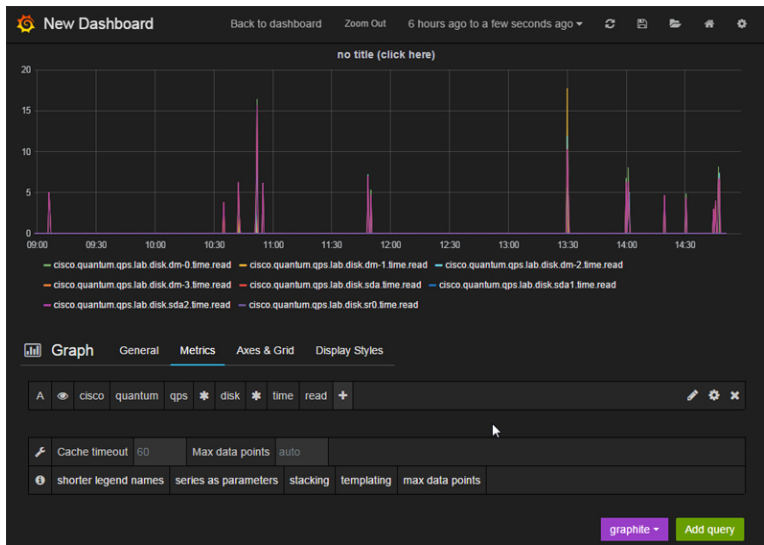 New Dashboard Back to dashboard Zoom Out 6 hours ago to a few seconds ago
no title (click here)
20
15
10
5
0
09:00 09:30 10:00 10:30 11:00 11:30 12:00 12:30 13:00 13:30 14:00 14:30
cisco.quantum.qps.lab.disk.dm-0.time.read cisco.quantum.qps.lab.disk.dm-1.time.read cisco.quantum.qps.lab.disk.dm-2.time.read
cisco.quantum.qps.lab.disk.dm-3.time.read cisco.quantum.qps.lab.disk.sda.time.read cisco.quantum.qps.lab.disk.sda1.time.read
cisco.quantum.qps.lab.disk.sda2.time.read cisco.quantum.qps.lab.disk.sr0.time.read
Graph General Metrics Axes & Grid Display Styles
A cisco quantum qps * disk * time read +
Cache timeout 60 Max data points auto
shorter legend names series as parameters stacking templating max data points
graphite Add query